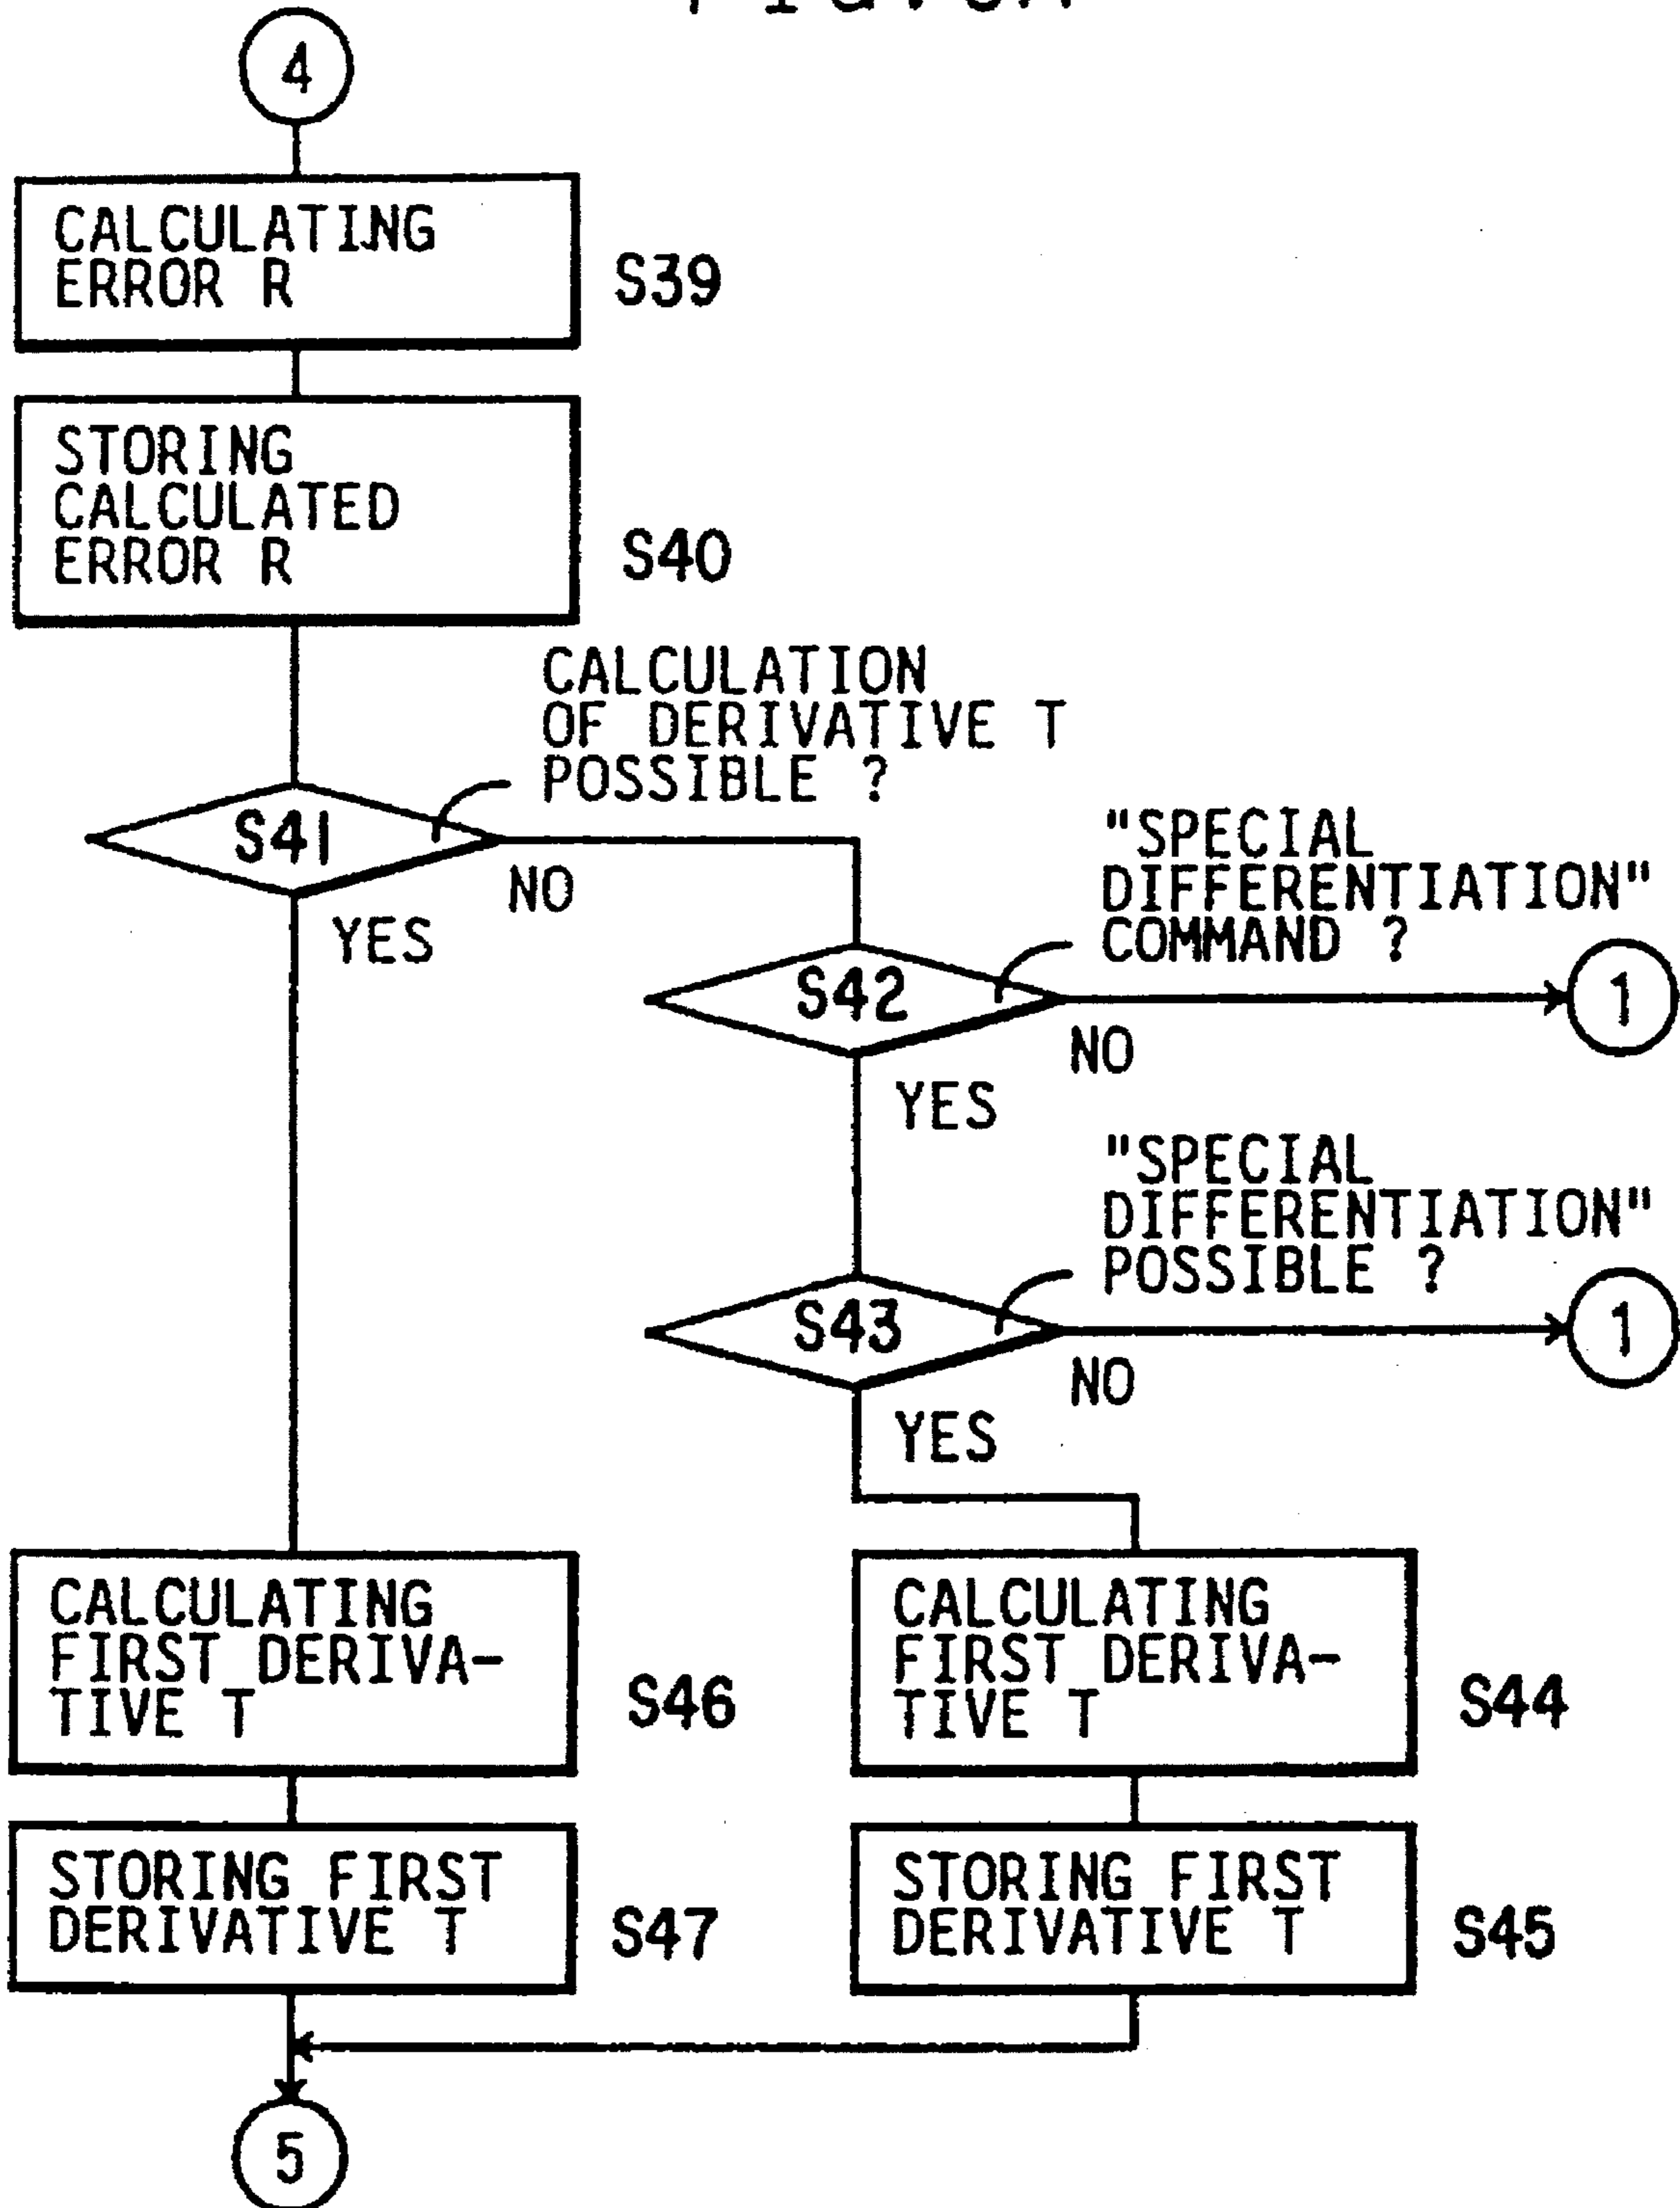 4
CALCULATING
ERROR R
S39
STORING
CALCULATED
ERROR R
S40
CALCULATION
OF DERIVATIVE T
POSSIBLE ?
S41
NO
YES
"SPECIAL
DIFFERENTIATION"
COMMAND ?
S42
1
NO
YES
"SPECIAL
DIFFERENTIATION"
POSSIBLE ?
S43
1
NO
YES
CALCULATING
FIRST DERIVA-
TIVE T
S46
CALCULATING
FIRST DERIVA-
TIVE T
S44
STORING FIRST
DERIVATIVE T
S47
STORING FIRST
DERIVATIVE T
S45
5